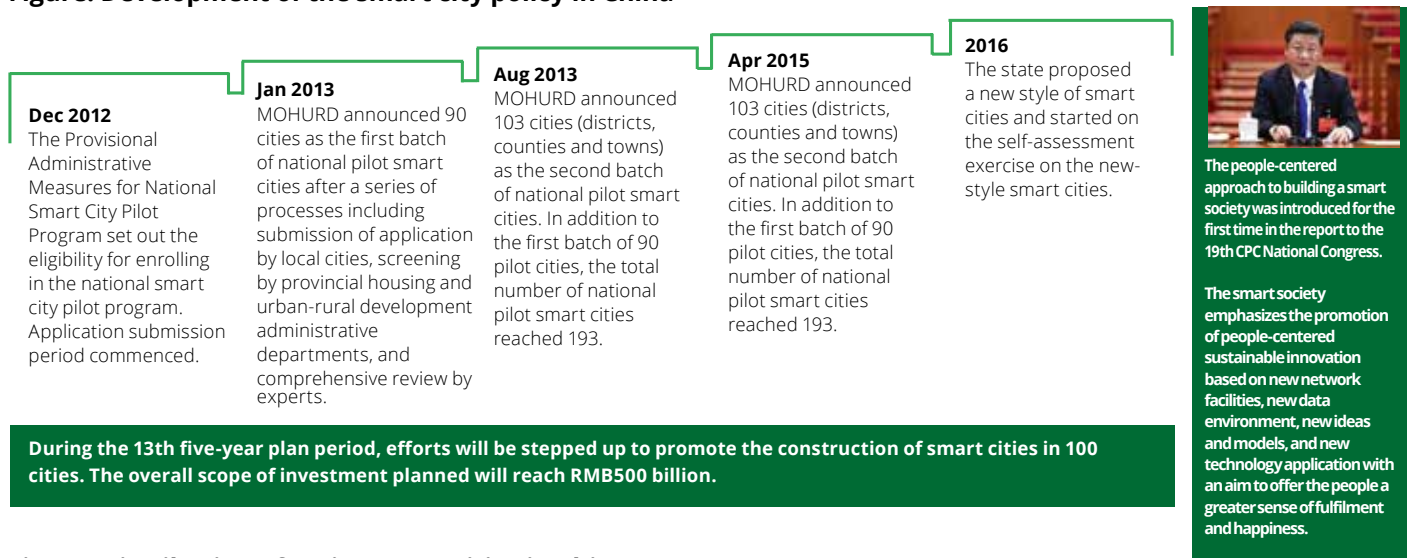 Dec 2012
The Provisional
Administrative
Measures for National
Smart City Pilot
Program set out the
eligibility for enrolling
in the national smart
city pilot program.
Application submission
period commenced.
Jan 2013
MOHURD announced 90
cities as the first batch
of national pilot smart
cities after a series of
processes including
submission of application
by local cities, screening
by provincial housing and
urban-rural development
administrative
departments, and
comprehensive review by
experts.
Aug 2013
MOHURD announced
103 cities (districts,
counties and towns)
as the second batch
of national pilot smart
cities. In addition to
the first batch of 90
pilot cities, the total
number of national
pilot smart cities
reached 193.
Apr 2015
MOHURD announced
103 cities (districts,
counties and towns)
as the second batch
of national pilot smart
cities. In addition to
the first batch of 90
pilot cities, the total
number of national
pilot smart cities
reached 193.
2016
The state proposed
a new style of smart
cities and started on
the self-assessment
exercise on the new-
style smart cities.
During the 13th five-year plan period, efforts will be stepped up to promote the construction of smart cities in 100
cities. The overall scope of investment planned will reach RMB500 billion.
The people-centered
approach to building a smart
society was introduced for the
first time in the report to the
19th CPC National Congress.
The smart society
emphasizes the promotion
of people-centered
sustainable innovation
based on new network
facilities, new data
environment, new ideas
and models, and new
technology application with
an aim to offer the people a
greater sense of fulfilment
and happiness.